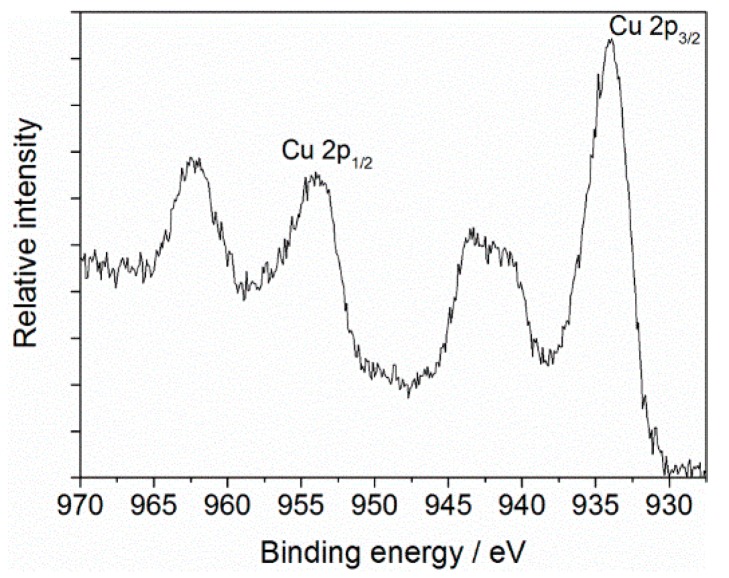 Cu 2p3/2
Cu 2p1/2
Relative intensity
970 965 960 955 950 945 940 935 930
Binding energy / eV